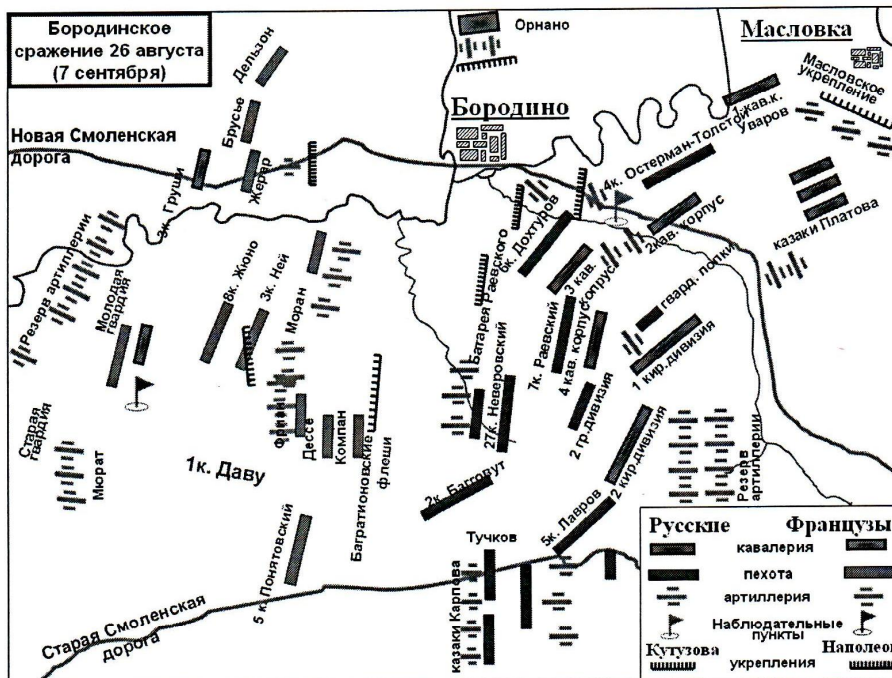 Бородинское
сражение 26 августа
(7 сентября)
Орнано
Масловка
Масловское
укрепление
Дельзон
Брусье
Бородино
1 кав.к.
Уваров
Новая Смоленская
дорога
3к. Груши
Жерар
4к. Остерман-Толстой
2кав. корпус
казаки Платова
6к. Дохтуров
3 кав.
корпус
гвард. полки
Резерв артиллерии
Молодая
гвардия
8к. Жюно
3к. Ней
Моран
Батарея Раевского
7к. Раевский
4 кав. корпус
1 кир.дивизия
Старая
гвардия
Мюрат
1к. Даву
Фриан
Дессе
Компан
Багратионовские
флеши
27к. Неверовский
2 гр.дивизия
2 кир.дивизия
Резерв
артиллерии
2к. Багговут
5к. Лавров
5 к. Понятовский
Тучков
казаки Карпова
Старая Смоленская
дорога
Русские Французы
кавалерия
пехота
артиллерия
Наблюдательные
пункты
Кутузова Наполеон
укрепления